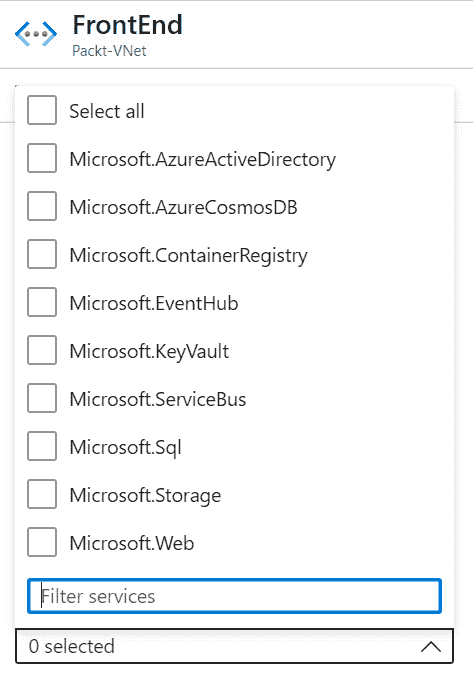 FrontEnd
Packt-VNet
Select all
Microsoft.AzureActiveDirectory
Microsoft.AzureCosmosDB
Microsoft.ContainerRegistry
Microsoft.EventHub
Microsoft.KeyVault
Microsoft.ServiceBus
Microsoft.Sql
Microsoft.Storage
Microsoft.Web
Filter services
0 selected